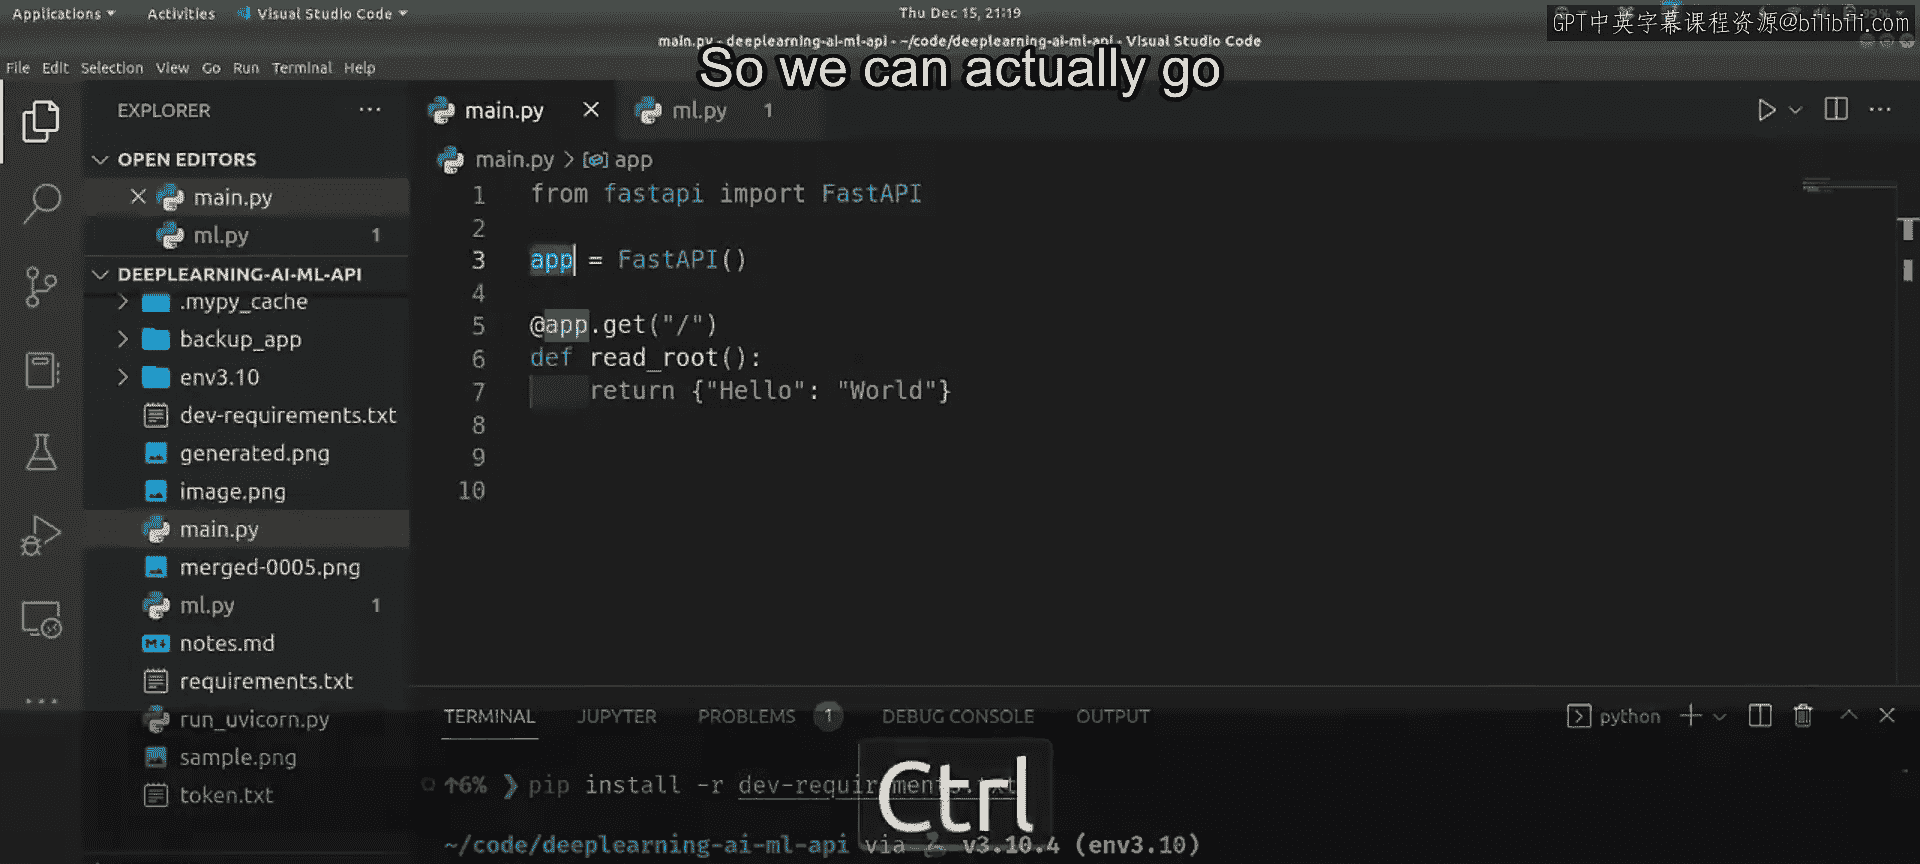 Applications Activities Visual Studio Code Thu Dec 15, 21:19
GPT中英字幕课程资源@bilibili.com
main.py - deeplearning-ai-ml-api - ~/code/deeplearning-ai-ml-api - Visual Studio Code
File Edit Selection View Go Run Terminal Help
So we can actually go
EXPLORER
OPEN EDITORS
main.py
ml.py 1
DEEPLEARNING-AI-ML-API
.mypy_cache
backup_app
env3.10
dev-requirements.txt
generated.png
image.png
main.py
merged-0005.png
ml.py 1
notes.md
requirements.txt
run_uvicorn.py
sample.png
token.txt
main.py ml.py 1
main.py > app
1 from fastapi import FastAPI
2
3 app = FastAPI()
4
5 @app.get("/")
6 def read_root():
7 return {"Hello": "World"}
8
9
10
TERMINAL JUPYTER PROBLEMS 1 DEBUG CONSOLE OUTPUT python
↑6% ❯ pip install -r dev-requirements.txt
Ctrl
~/code/deeplearning-ai-ml-api via v3.10.4 (env3.10)